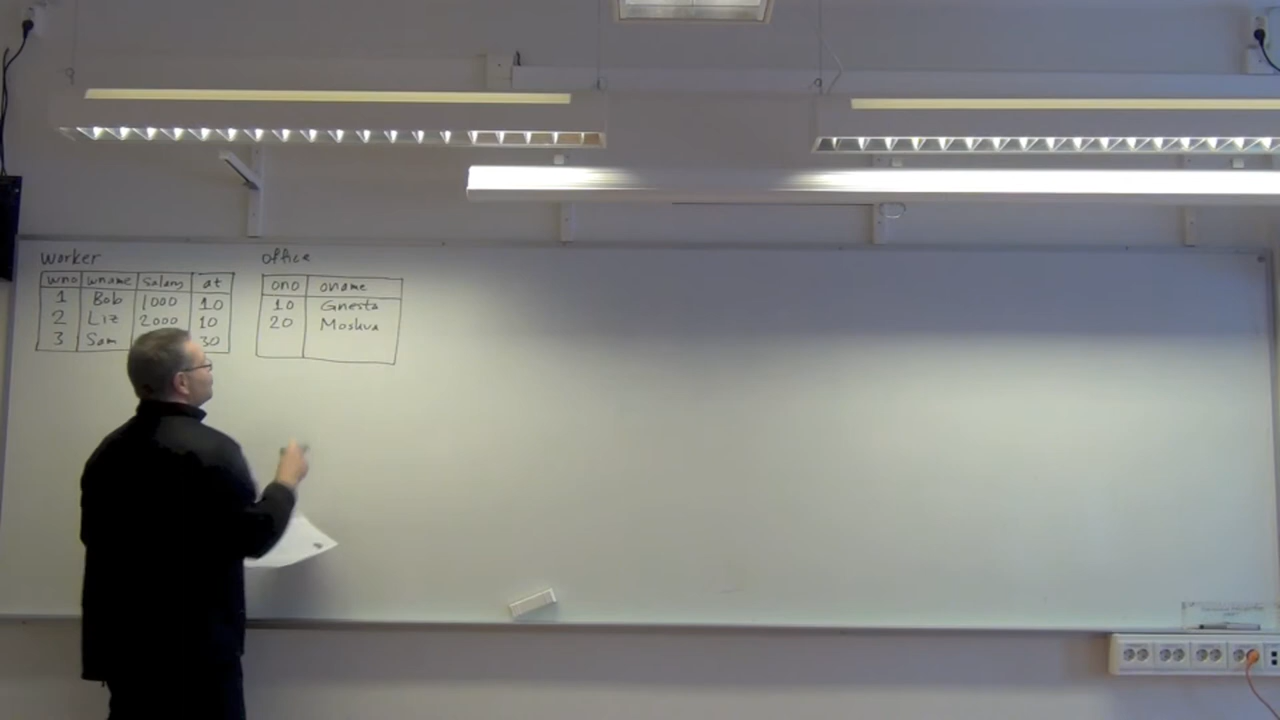 Worker
wno wname salary at
1 Bob 1000 10
2 Liz 2000 10
3 Sam 30
office
ono oname
10 Gnesta
20 Moskva